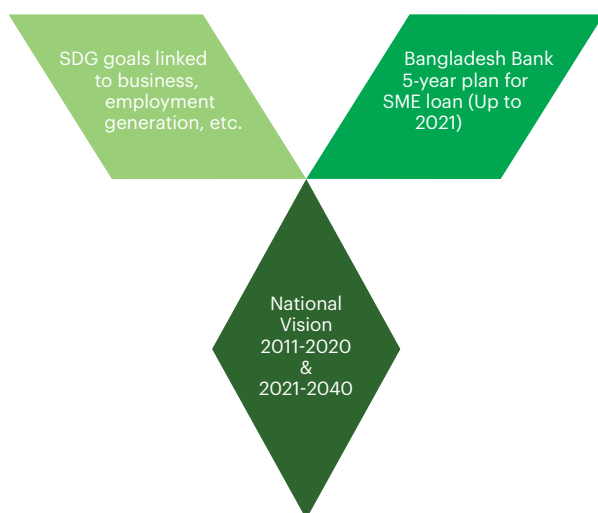 SDG goals linked
to business,
employment
generation, etc.
Bangladesh Bank
5-year plan for
SME loan (Up to
2021)
National
Vision
2011-2020
&
2021-2040